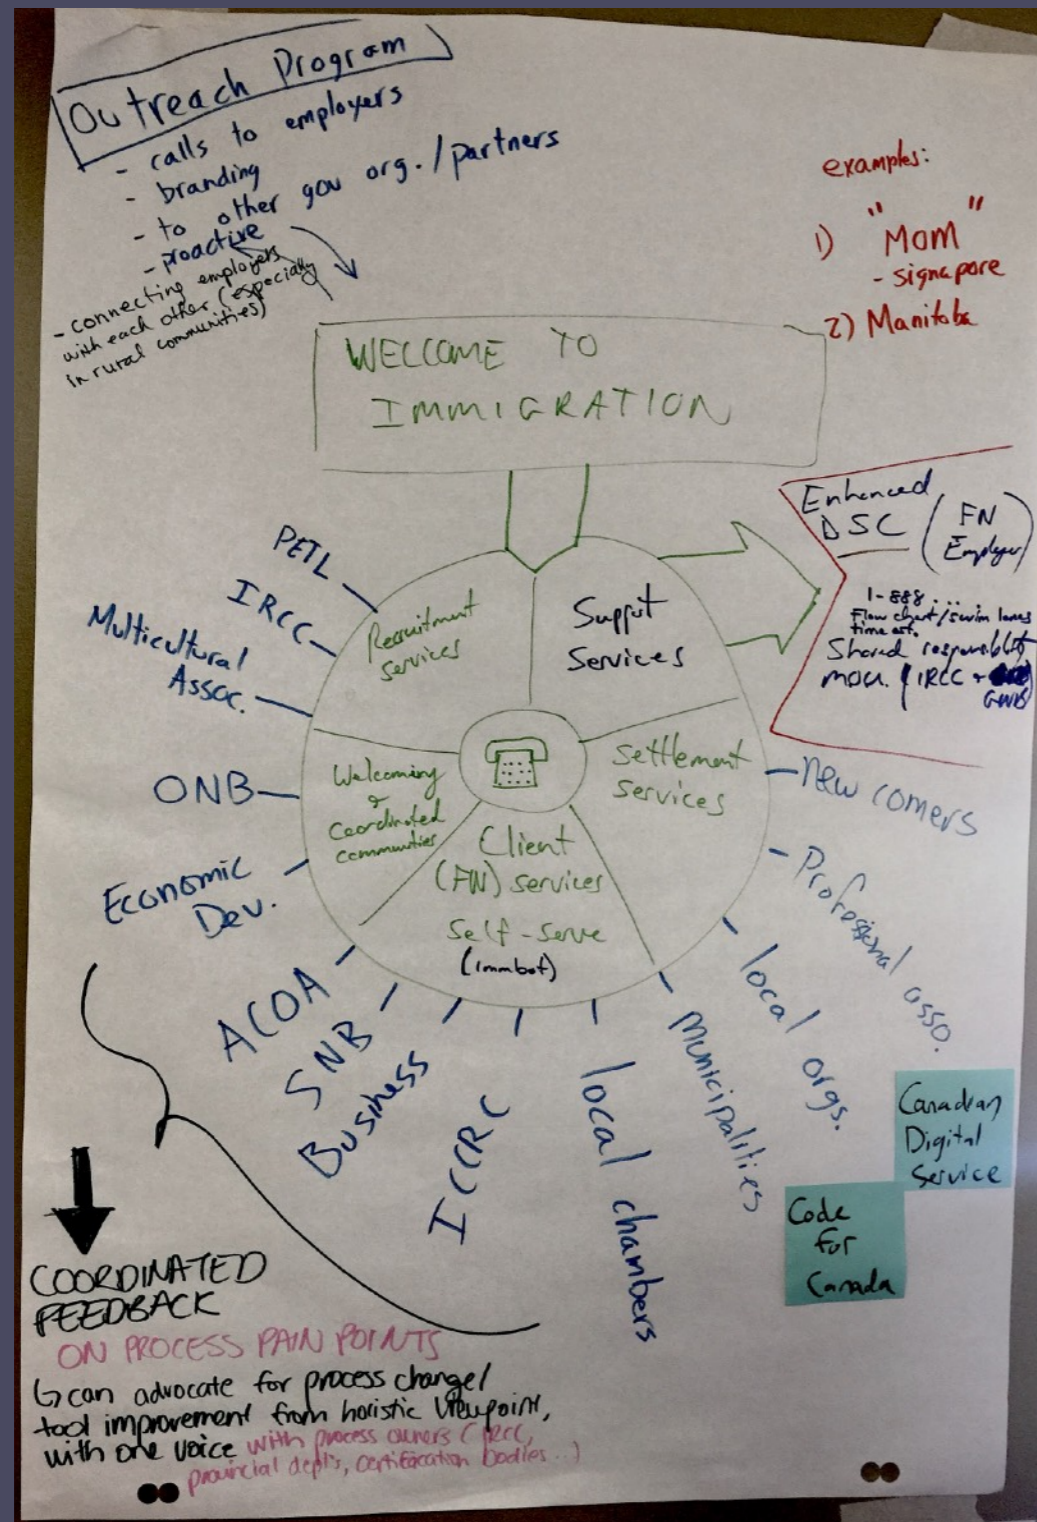 Outreach Program
- calls to employers
- branding
- to other gov org. / partners
- proactive
- connecting employers
with each other (especially
in rural communities)
examples:
1) "MOM"
- signapore
2) Manitoba
WELCOME TO
IMMIGRATION
Enhanced
DSC (FN
Employer)
1-888...
Flow chart/swim lanes
time est.
Shared responsiblity
mou. (IRCC +
GNB)
PETL
IRCC
Multicultural
Assoc.
ONB
Economic
Dev.
ACOA
SNB
Business
ICCRC
local chambers
Municipalities
local orgs.
Professional asso.
New comers
Recruitment
services
Support
Services
Settlement
services
Welcoming
&
Coordinated
communities
Client
(FW) services
Self-serve
(immbot)
Canadian
Digital
Service
Code
for
Canada
COORDINATED
FEEDBACK
ON PROCESS PAIN POINTS
↳ can advocate for process change/
tool improvement from holistic viewpoint,
with one voice with process owners (IRCC,
provincial depts, certification bodies...)